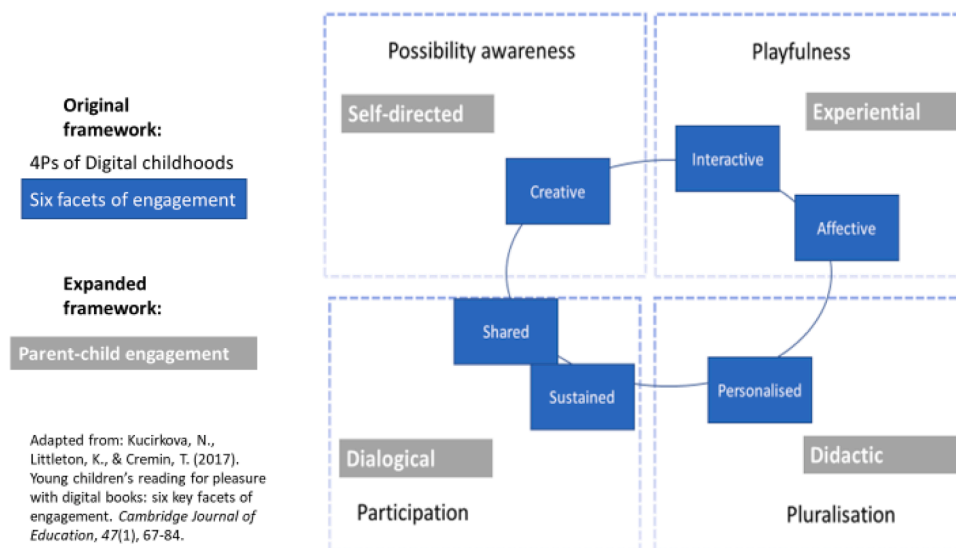 Original
framework:
4Ps of Digital childhoods
Six facets of engagement
Expanded
framework:
Parent-child engagement
Adapted from: Kucirkova, N.,
Littleton, K., & Cremin, T. (2017).
Young children's reading for pleasure
with digital books: six key facets of
engagement. Cambridge Journal of
Education, 47(1), 67-84.
Possibility awareness
Self-directed
Creative
Playfulness
Experiential
Interactive
Affective
Shared
Sustained
Dialogical
Participation
Personalised
Didactic
Pluralisation